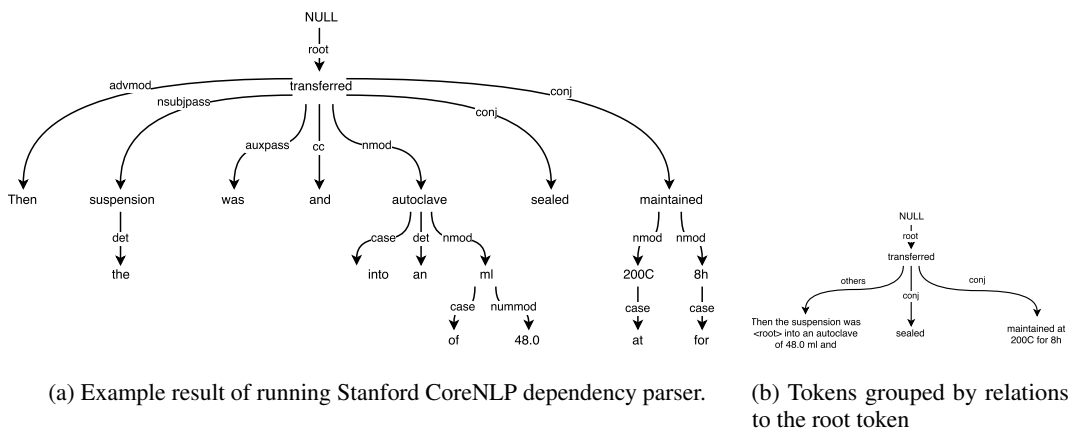 NULL
root
transferred
advmod
nsubjpass
auxpass
cc
nmod
conj
conj
Then
suspension
was
and
autoclave
sealed
maintained
det
case
det
nmod
nmod
nmod
the
into
an
ml
200C
8h
case
nummod
case
case
of
48.0
at
for
(a) Example result of running Stanford CoreNLP dependency parser.
NULL
root
transferred
others
conj
conj
Then the suspension was
<root> into an autoclave
of 48.0 ml and
sealed
maintained at
200C for 8h
(b) Tokens grouped by relations
to the root token